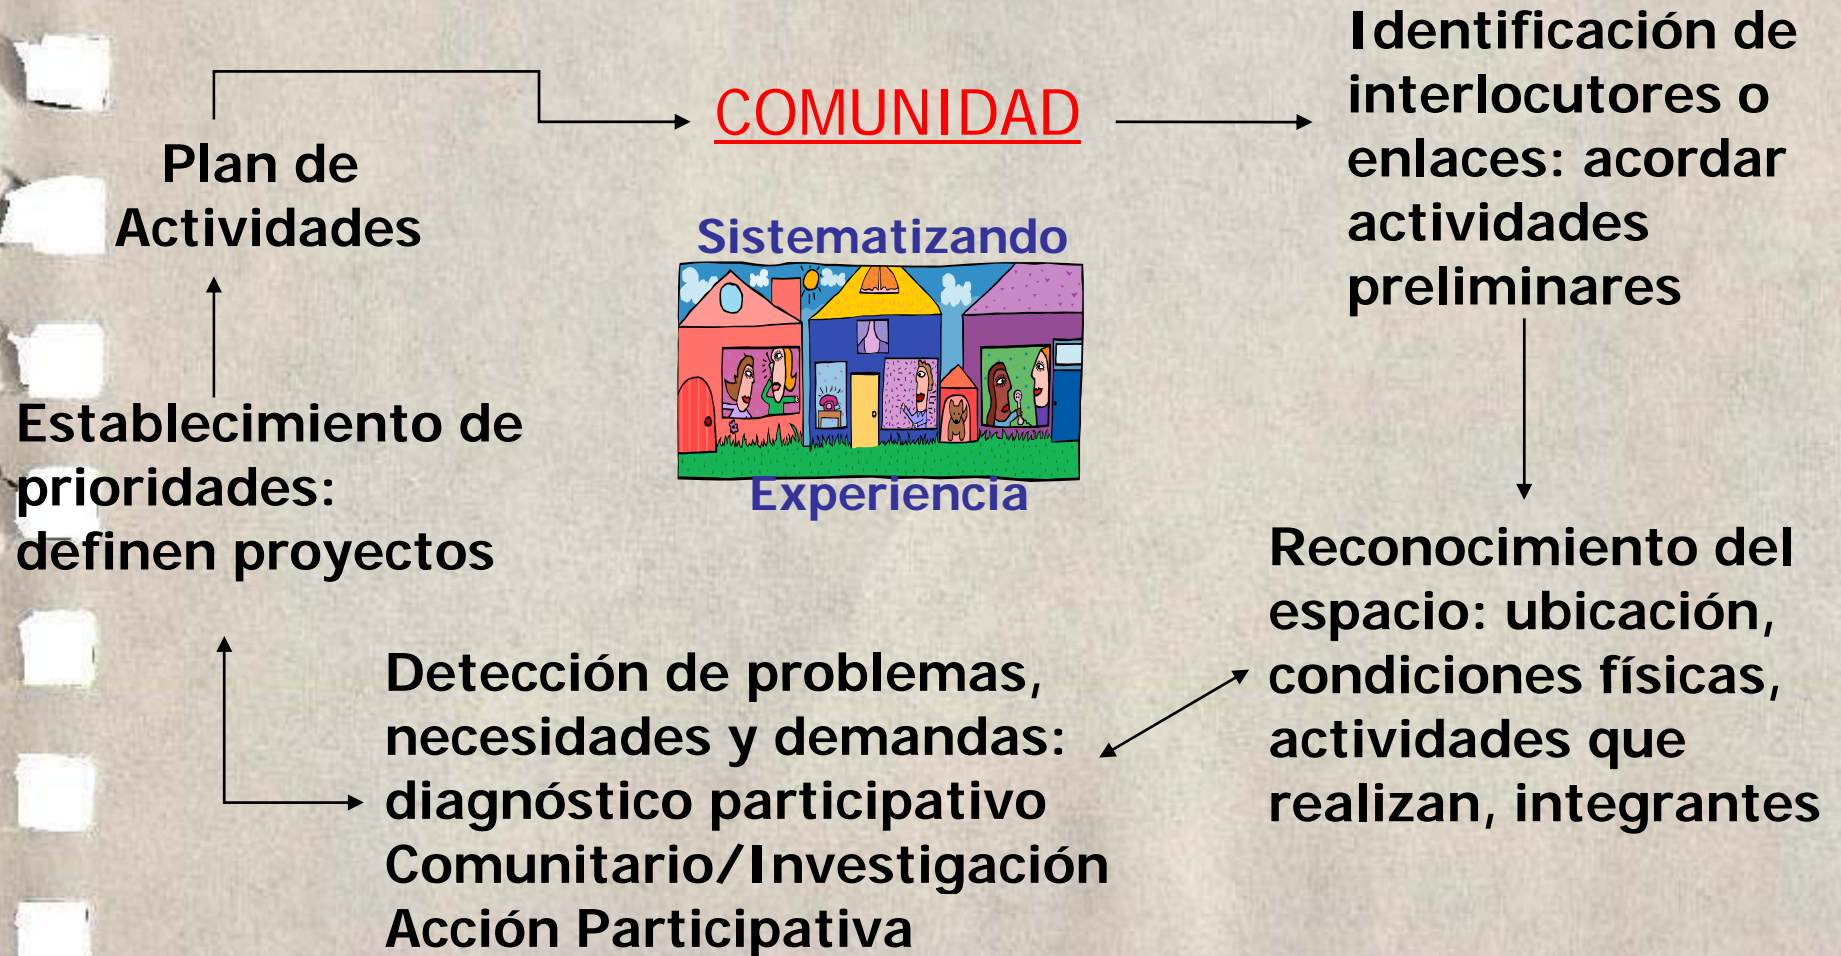 COMUNIDAD
Identificación de
interlocutores o
enlaces: acordar
actividades
preliminares
Reconocimiento del
espacio: ubicación,
condiciones físicas,
actividades que
realizan, integrantes
Detección de problemas,
necesidades y demandas:
diagnóstico participativo
Comunitario/Investigación
Acción Participativa
Establecimiento de
prioridades:
definen proyectos
Plan de
Actividades
Sistematizando
Experiencia